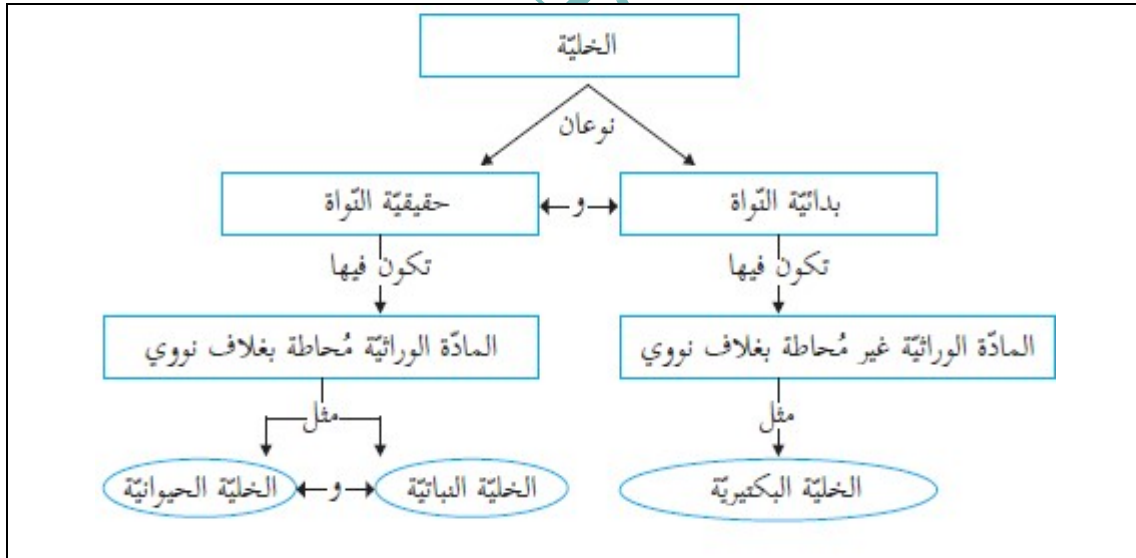 الخليّة
نوعان
بدائيّة النّواة
و
حقيقيّة النّواة
تكون فيها
تكون فيها
المادّة الوراثيّة غير مُحاطة بغلاف نووي
المادّة الوراثيّة مُحاطة بغلاف نووي
مثل
مثل
الخليّة البكتيريّة
الخليّة النباتيّة
و
الخليّة الحيوانيّة